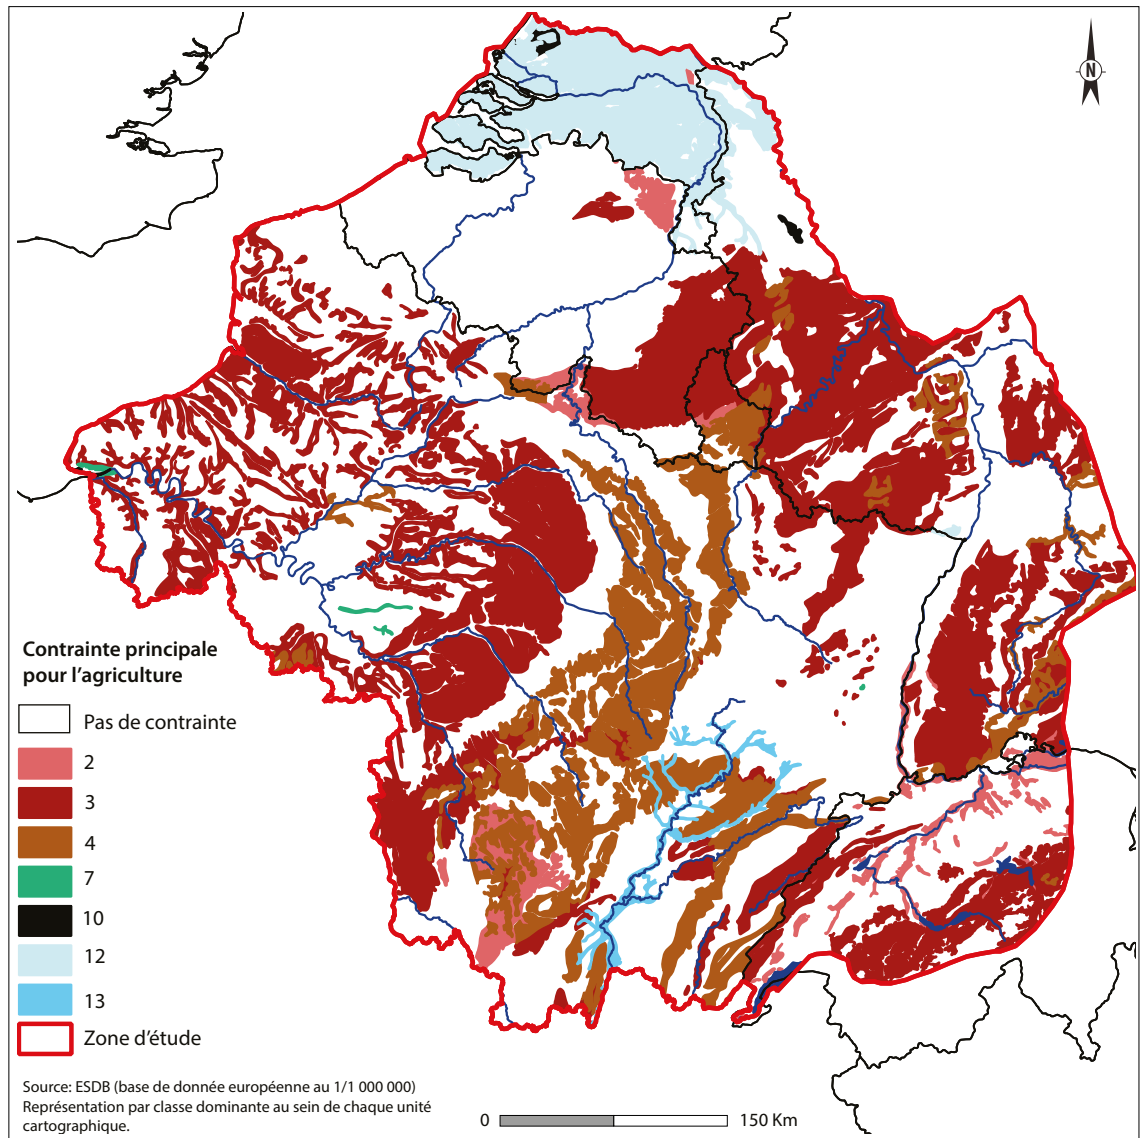 N
Contrainte principale
pour l'agriculture
Pas de contrainte
2
3
4
7
10
12
13
Zone d'étude
Source: ESDB (base de donnée européenne au 1/1 000 000)
Représentation par classe dominante au sein de chaque unité
cartographique.
0 150 Km